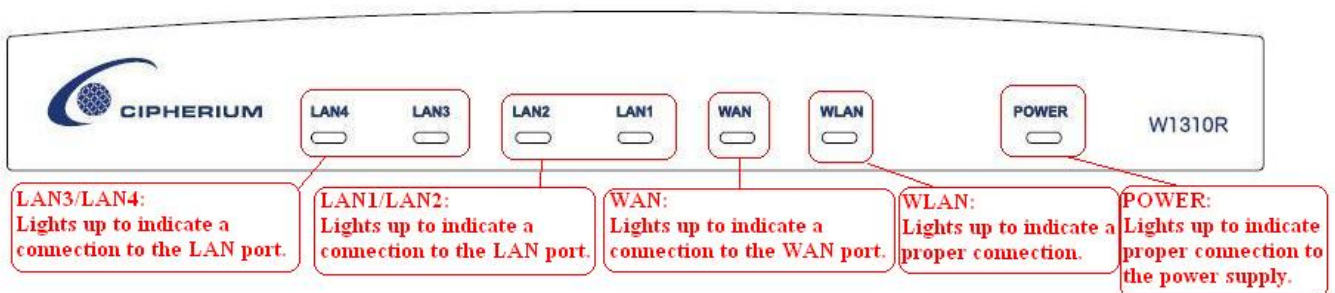 CIPHERIUM
LAN4
LAN3
LAN2
LAN1
WAN
WLAN
POWER
W1310R
LAN3/LAN4:
Lights up to indicate a
connection to the LAN port.
LAN1/LAN2:
Lights up to indicate a
connection to the LAN port.
WAN:
Lights up to indicate a
connection to the WAN port.
WLAN:
Lights up to indicate a
proper connection.
POWER:
Lights up to indicate
proper connection to
the power supply.